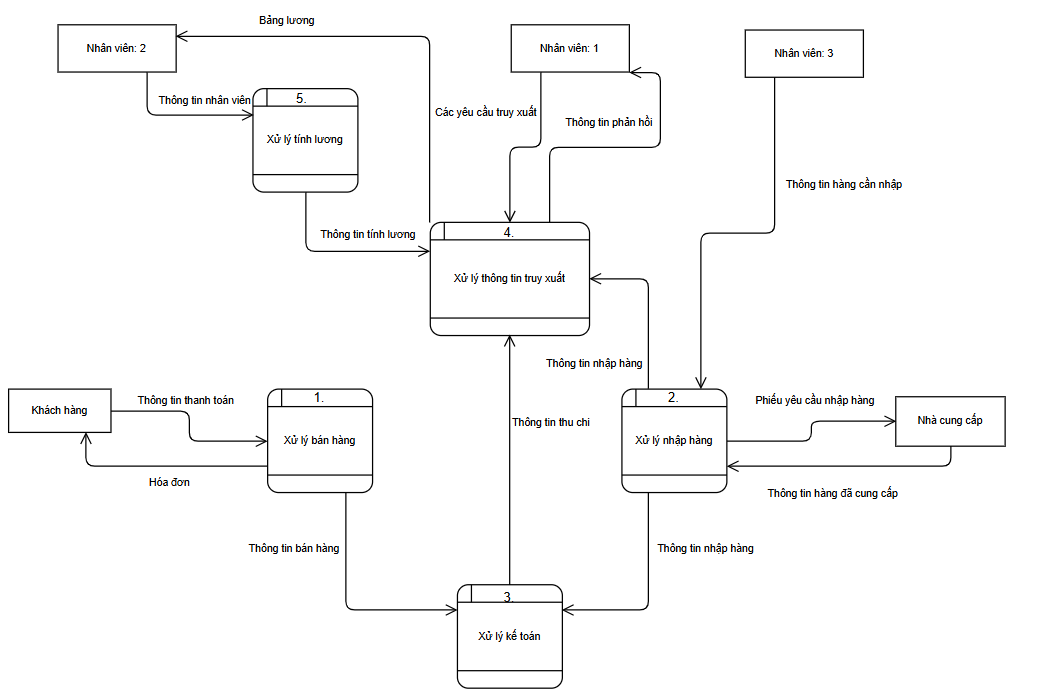 Bảng lương
Nhân viên: 2
Nhân viên: 1
Nhân viên: 3
Thông tin nhân viên
5.
Xử lý tính lương
Các yêu cầu truy xuất
Thông tin phản hồi
Thông tin hàng cần nhập
Thông tin tính lương
4.
Xử lý thông tin truy xuất
Thông tin nhập hàng
Khách hàng
Thông tin thanh toán
1.
Xử lý bán hàng
Hóa đơn
Thông tin thu chi
2.
Xử lý nhập hàng
Phiếu yêu cầu nhập hàng
Nhà cung cấp
Thông tin hàng đã cung cấp
Thông tin bán hàng
Thông tin nhập hàng
3.
Xử lý kế toán